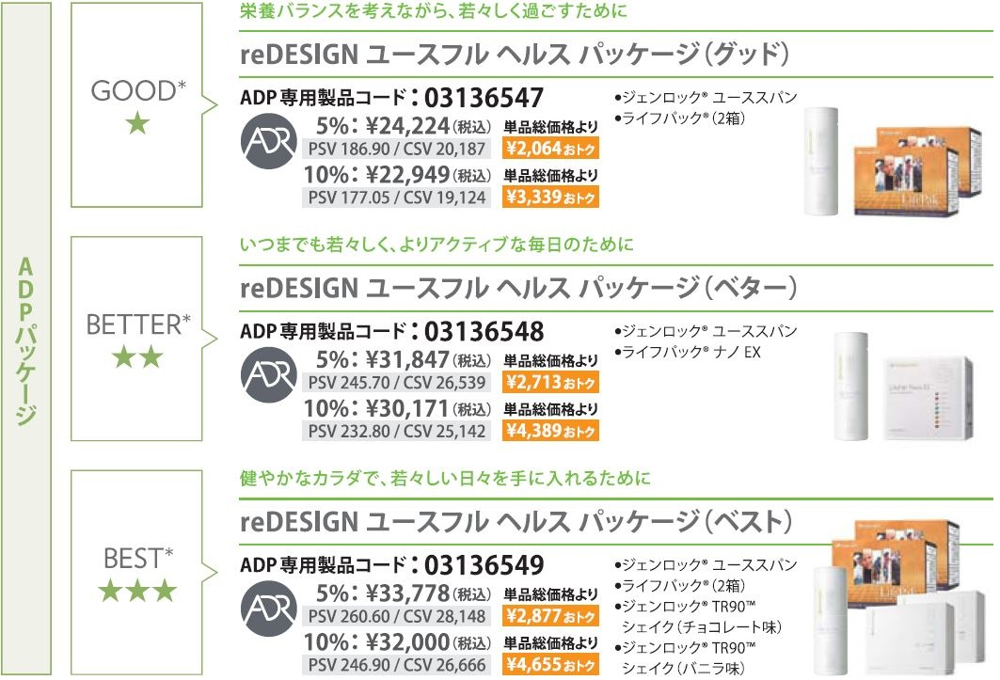 ADPパッケージ
GOOD*
★
栄養バランスを考えながら、若々しく過ごすために
reDESIGN ユースフル ヘルス パッケージ（グッド）
ADP専用製品コード：03136547
ADR
5%：¥24,224（税込） 単品総価格より
PSV 186.90 / CSV 20,187 ¥2,064おトク
10%：¥22,949（税込） 単品総価格より
PSV 177.05 / CSV 19,124 ¥3,339おトク
●ジェンロック® ユーススパン
●ライフパック®（2箱）
LifePak
BETTER*
★★
いつまでも若々しく、よりアクティブな毎日のために
reDESIGN ユースフル ヘルス パッケージ（ベター）
ADP専用製品コード：03136548
ADR
5%：¥31,847（税込） 単品総価格より
PSV 245.70 / CSV 26,539 ¥2,713おトク
10%：¥30,171（税込） 単品総価格より
PSV 232.80 / CSV 25,142 ¥4,389おトク
●ジェンロック® ユーススパン
●ライフパック® ナノ EX
BEST*
★★★
健やかなカラダで、若々しい日々を手に入れるために
reDESIGN ユースフル ヘルス パッケージ（ベスト）
ADP専用製品コード：03136549
ADR
5%：¥33,778（税込） 単品総価格より
PSV 260.60 / CSV 28,148 ¥2,877おトク
10%：¥32,000（税込） 単品総価格より
PSV 246.90 / CSV 26,666 ¥4,655おトク
●ジェンロック® ユーススパン
●ライフパック®（2箱）
●ジェンロック® TR90™
シェイク（チョコレート味）
●ジェンロック® TR90™
シェイク（バニラ味）